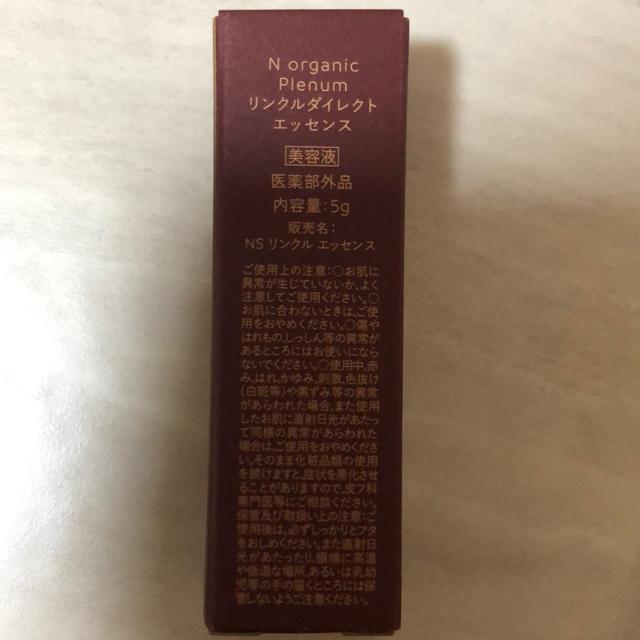 N organic
Plenum
リンクルダイレクト
エッセンス
美容液
医薬部外品
内容量:5g
販売名:
NS リンクル エッセンス
ご使用上の注意:○お肌に
異常が生じていないか、よく
注意してご使用ください。○
お肌に合わないときは、ご使
用をおやめください。○傷や
はれもの、しっしん等の異常が
あるところにはお使いになら
ないでください。○使用中、赤
み、はれ、かゆみ、刺激、色抜け
(白斑等)や黒ずみ等の異常
があらわれた場合、また使用
したお肌に直射日光があたっ
て同様の異常があらわれた
場合はご使用をおやめくださ
い。そのまま化粧品類の使用
を続けますと、症状を悪化させ
ることがありますので、皮フ科
専門医等にご相談ください。
保管及び取扱い上の注意:○
使用後は、必ずしっかりとフタ
をおしめください。○直射日
光があたったり
場所、あるいは乳幼
児等の手の届くところには保
管しないようご注意ください。